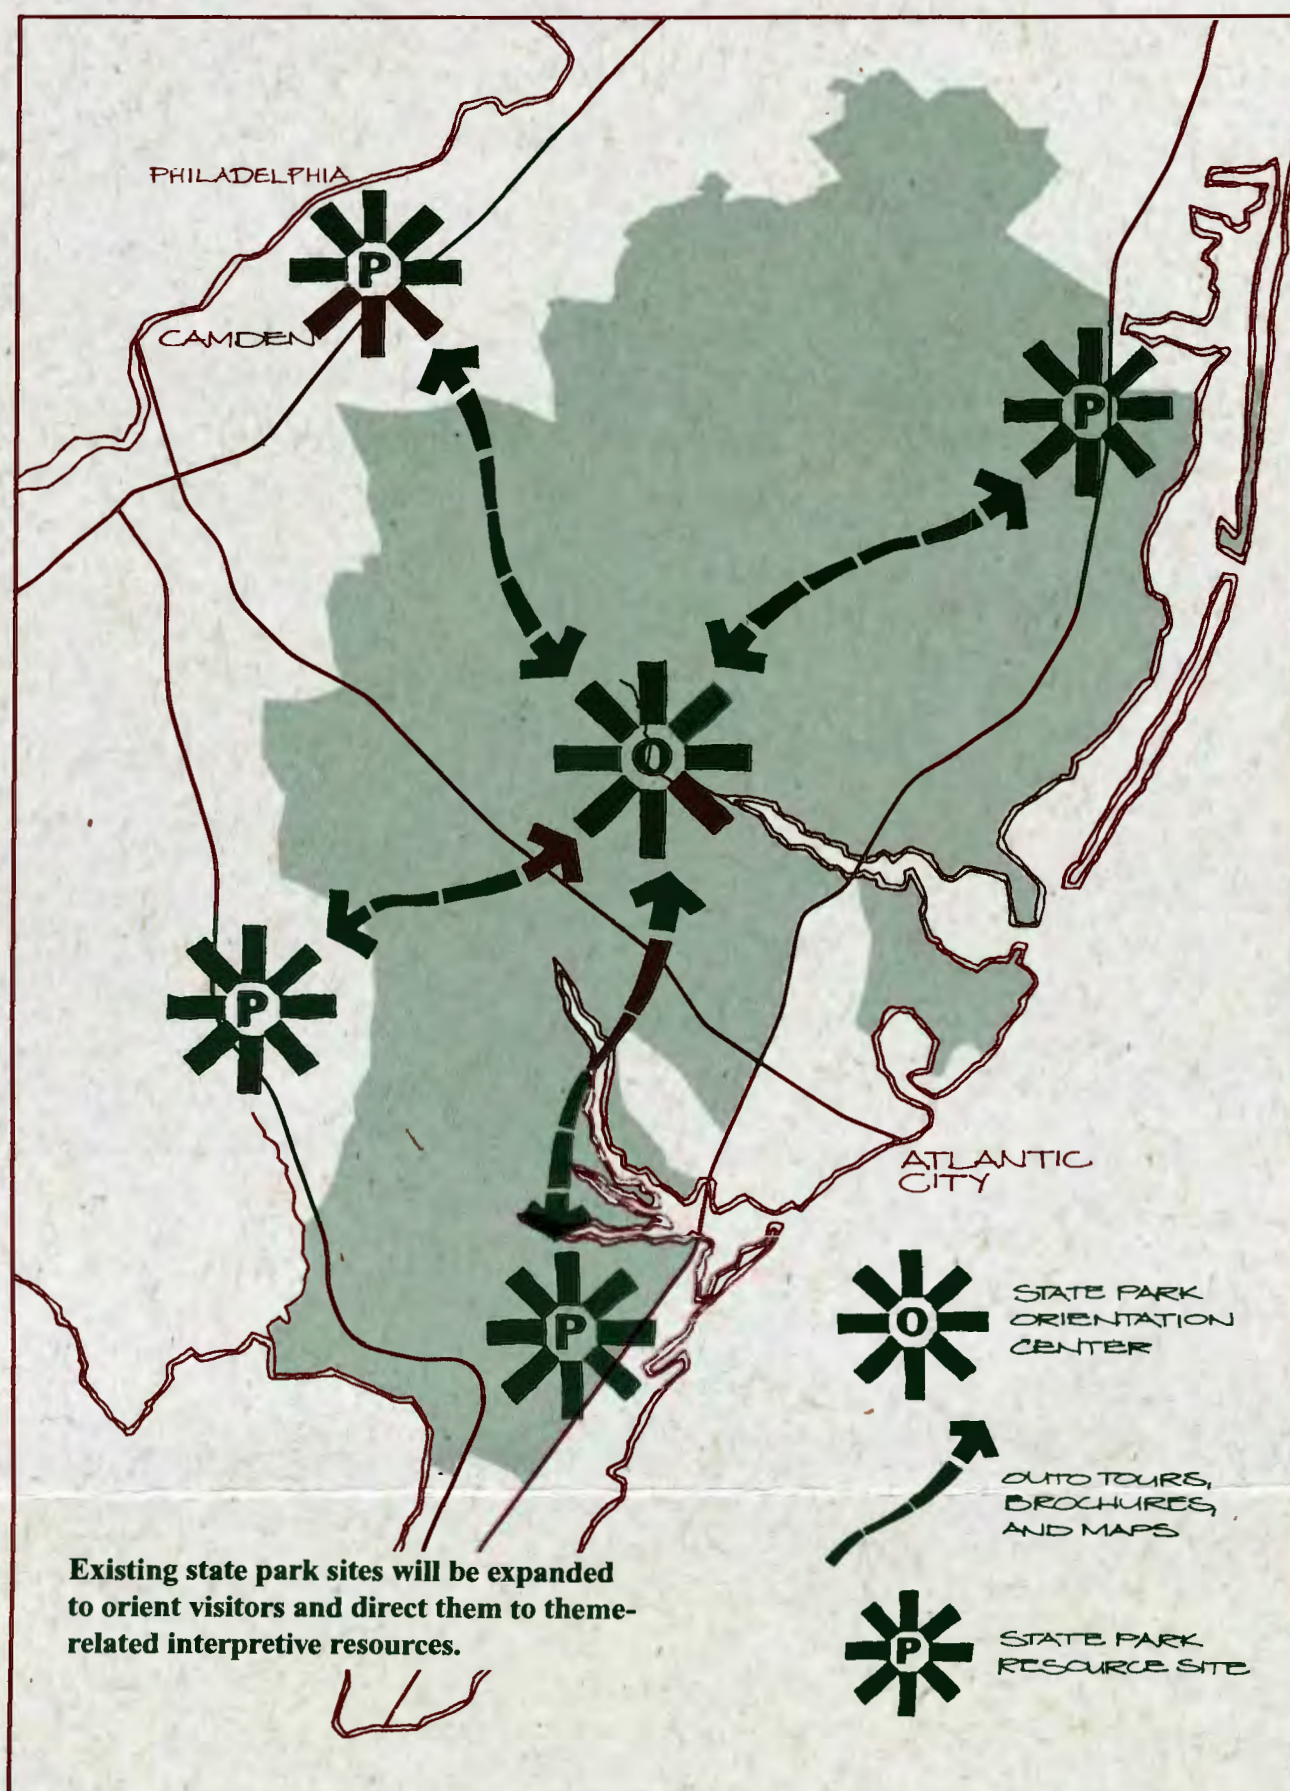 PHILADELPHIA
P
CAMDEN
P
O
P
ATLANTIC
CITY
P
O
STATE PARK
ORIENTATION
CENTER
AUTO TOURS,
BROCHURES,
AND MAPS
P
STATE PARK
RESOURCE SITE
Existing state park sites will be expanded
to orient visitors and direct them to theme-
related interpretive resources.